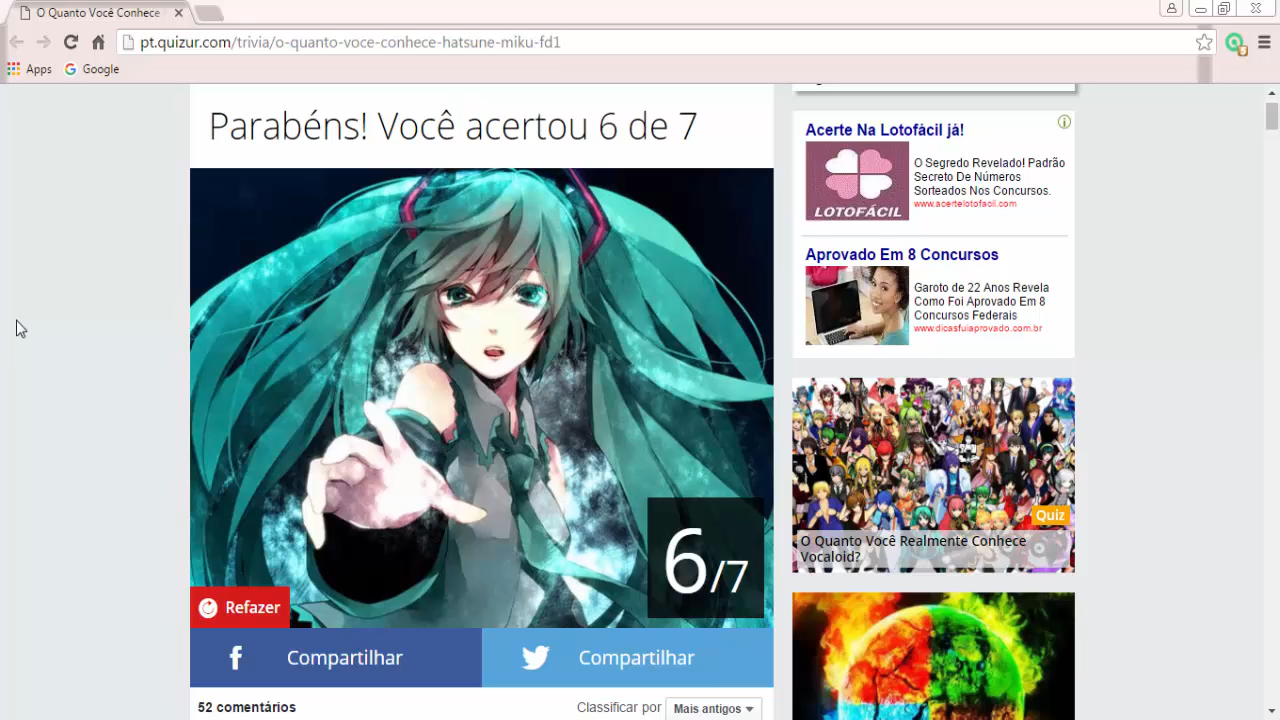 O Quanto Você Conhece
pt.quizur.com/trivia/o-quanto-voce-conhece-hatsune-miku-fd1
Apps
Google
Parabéns! Você acertou 6 de 7
6/7
Refazer
Compartilhar
Compartilhar
52 comentários
Classificar por
Mais antigos
Acerte Na Lotofácil já!
LOTOFÁCIL
O Segredo Revelado! Padrão
Secreto De Números
Sorteados Nos Concursos.
www.acertelotofacil.com
Aprovado Em 8 Concursos
Garoto de 22 Anos Revela
Como Foi Aprovado Em 8
Concursos Federais
www.dicasfuiaprovado.com.br
Quiz
O Quanto Você Realmente Conhece
Vocaloid?